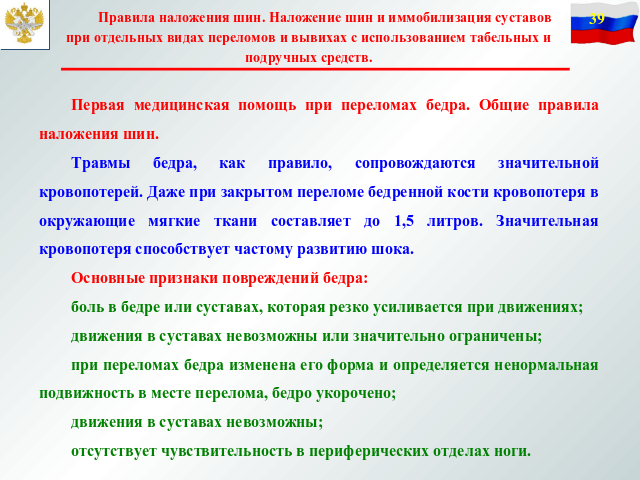 Правила наложения шин. Наложение шин и иммобилизация суставов
при отдельных видах переломов и вывихах с использованием табельных и
подручных средств.
39
Первая медицинская помощь при переломах бедра. Общие правила
наложения шин.
Травмы бедра, как правило, сопровождаются значительной
кровопотерей. Даже при закрытом переломе бедренной кости кровопотеря в
окружающие мягкие ткани составляет до 1,5 литров. Значительная
кровопотеря способствует частому развитию шока.
Основные признаки повреждений бедра:
боль в бедре или суставах, которая резко усиливается при движениях;
движения в суставах невозможны или значительно ограничены;
при переломах бедра изменена его форма и определяется ненормальная
подвижность в месте перелома, бедро укорочено;
движения в суставах невозможны;
отсутствует чувствительность в периферических отделах ноги.